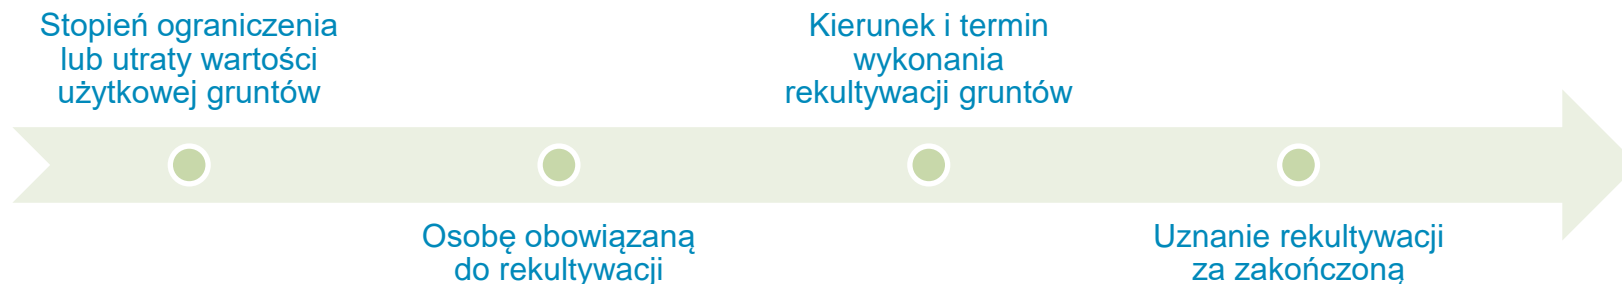 Stopień ograniczenia
lub utraty wartości
użytkowej gruntów
Osobę obowiązaną
do rekultywacji
Kierunek i termin
wykonania
rekultywacji gruntów
Uznanie rekultywacji
za zakończoną